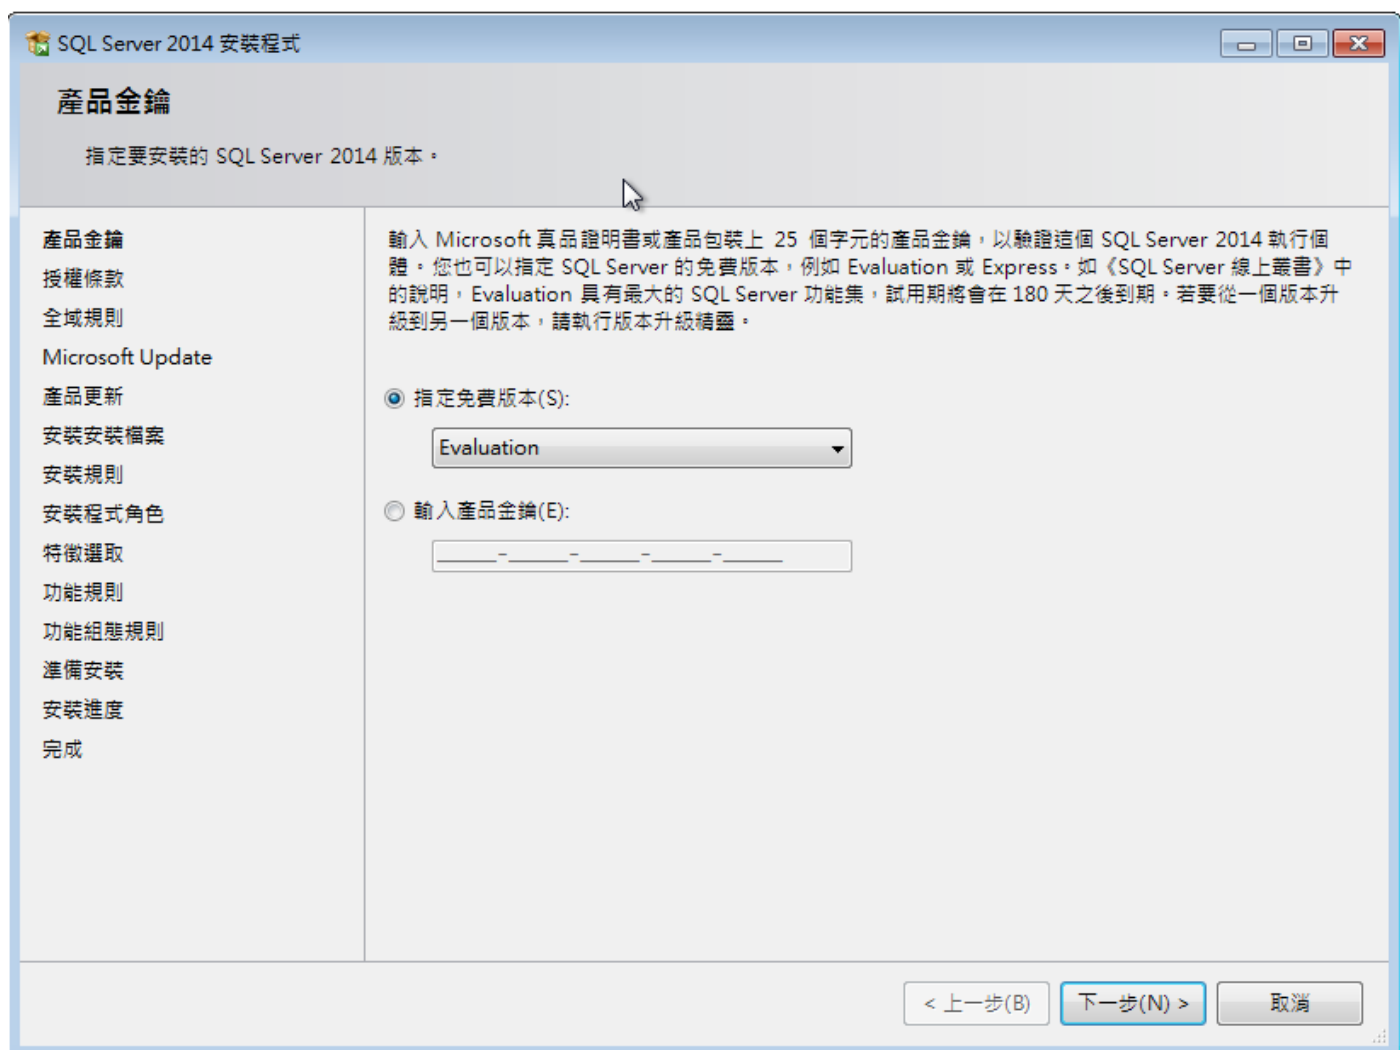 SQL Server 2014 安裝程式
產品金鑰
指定要安裝的 SQL Server 2014 版本。
產品金鑰
授權條款
全域規則
Microsoft Update
產品更新
安裝安裝檔案
安裝規則
安裝程式角色
特徵選取
功能規則
功能組態規則
準備安裝
安裝進度
完成
輸入 Microsoft 真品證明書或產品包裝上 25 個字元的產品金鑰，以驗證這個 SQL Server 2014 執行個
體。您也可以指定 SQL Server 的免費版本，例如 Evaluation 或 Express。如《SQL Server 線上叢書》中
的說明，Evaluation 具有最大的 SQL Server 功能集，試用期將會在 180 天之後到期。若要從一個版本升
級到另一個版本，請執行版本升級精靈。
指定免費版本(S):
Evaluation
輸入產品金鑰(E):
_____-_____-_____-_____-_____
< 上一步(B)
下一步(N) >
取消